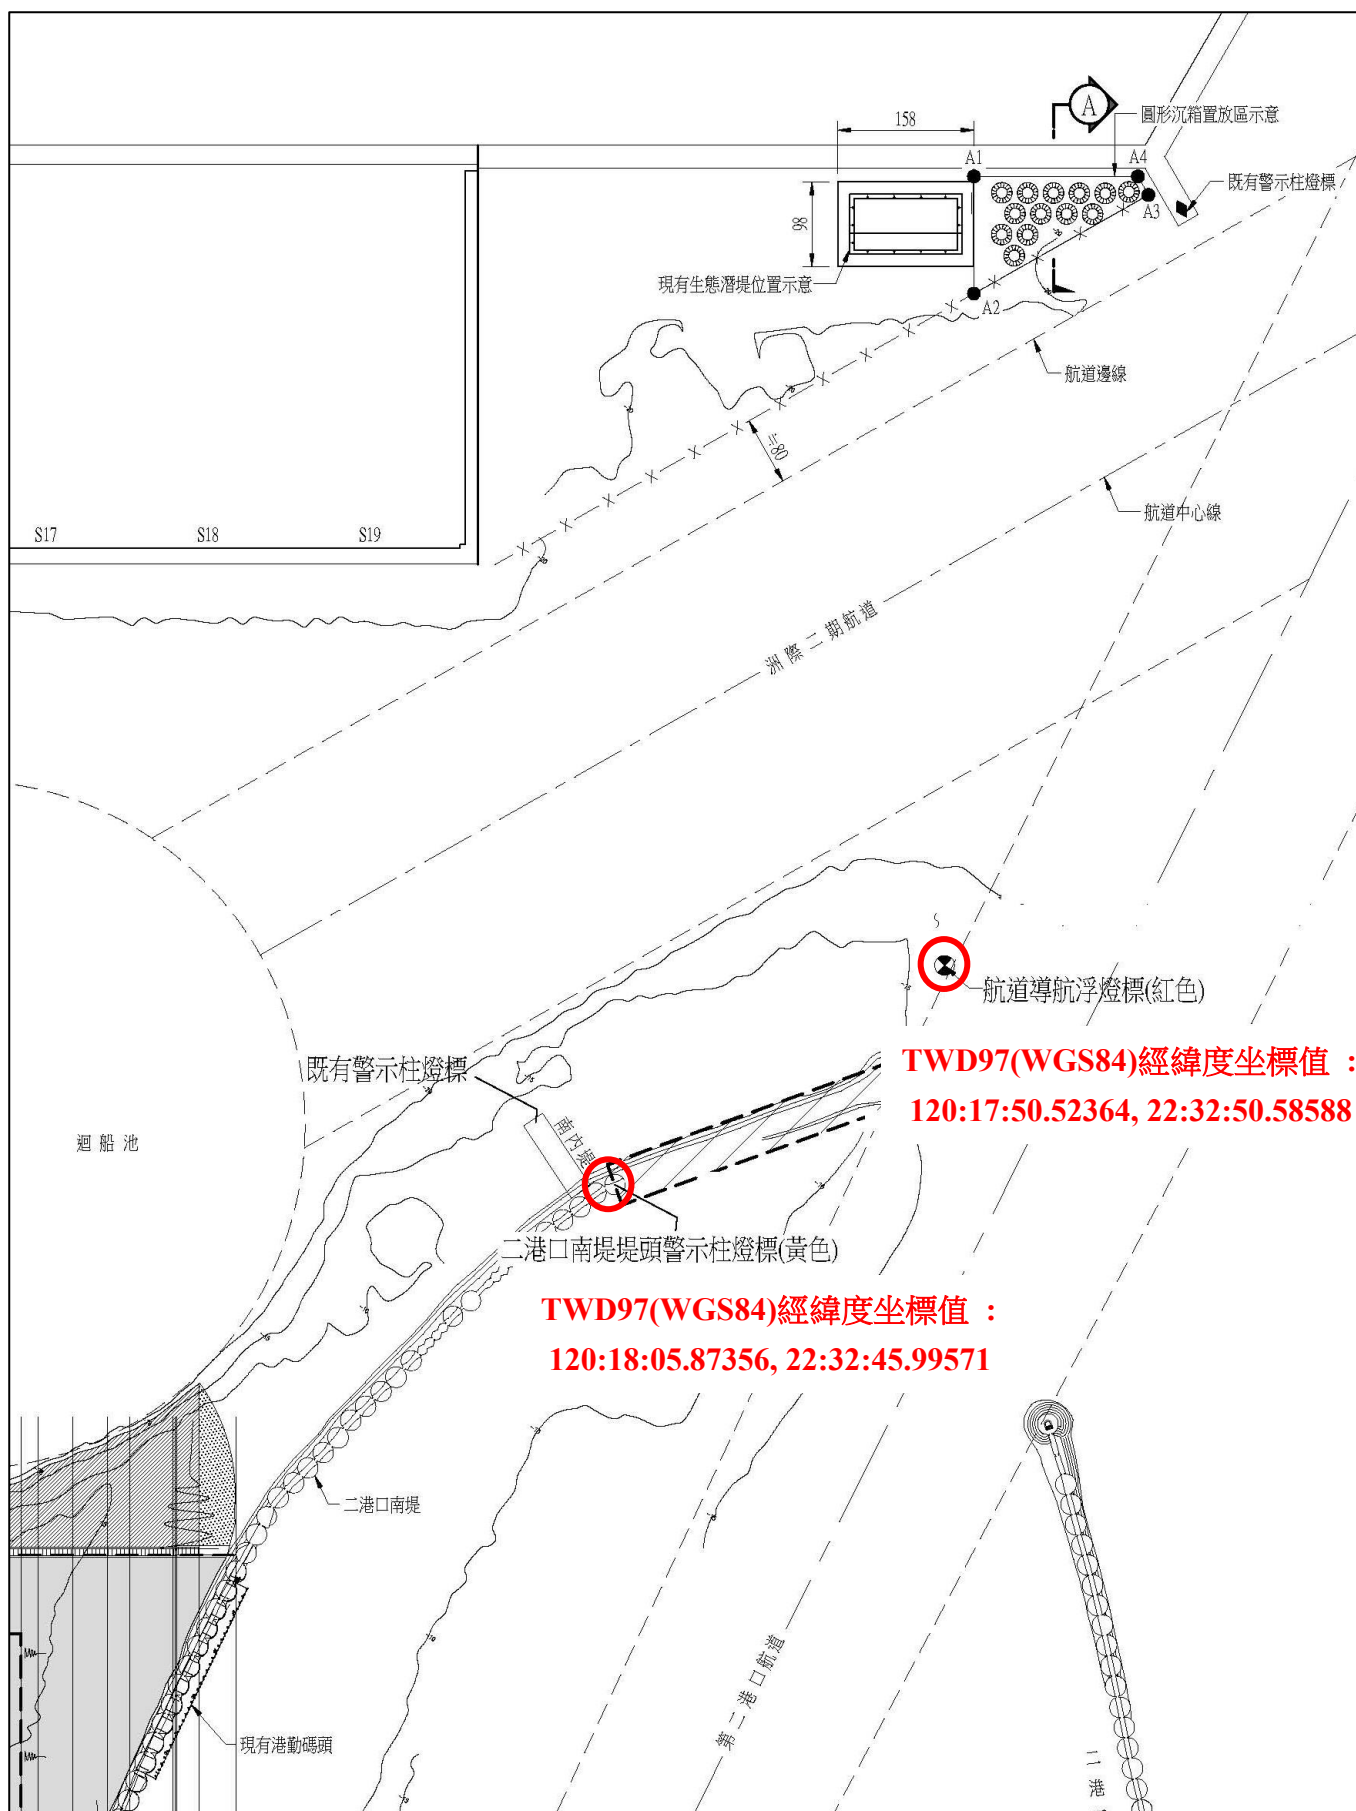 A
圓形沉箱置放區示意
158
A1
A4
既有警示柱燈標
A3
98
現有生態潛堤位置示意
A2
航道邊線
≒80
航道中心線
S17
S18
S19
洲際二期航道
航道導航浮燈標(紅色)
TWD97(WGS84)經緯度坐標值 :
120:17:50.52364, 22:32:50.58588
既有警示柱燈標
南內堤
迴船池
二港口南堤堤頭警示柱燈標(黃色)
TWD97(WGS84)經緯度坐標值 :
120:18:05.87356, 22:32:45.99571
二港口南堤
第二港口航道
現有港勤碼頭
二港